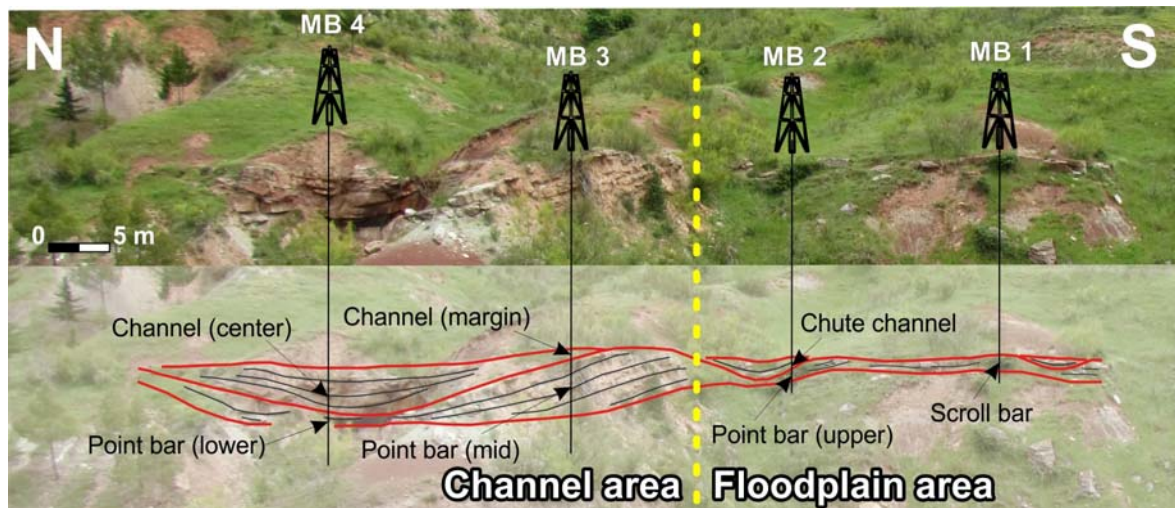 N
MB 4
MB 3
MB 2
MB 1
S
0 5 m
Channel (center)
Channel (margin)
Chute channel
Point bar (lower)
Point bar (mid)
Point bar (upper)
Scroll bar
Channel area
Floodplain area